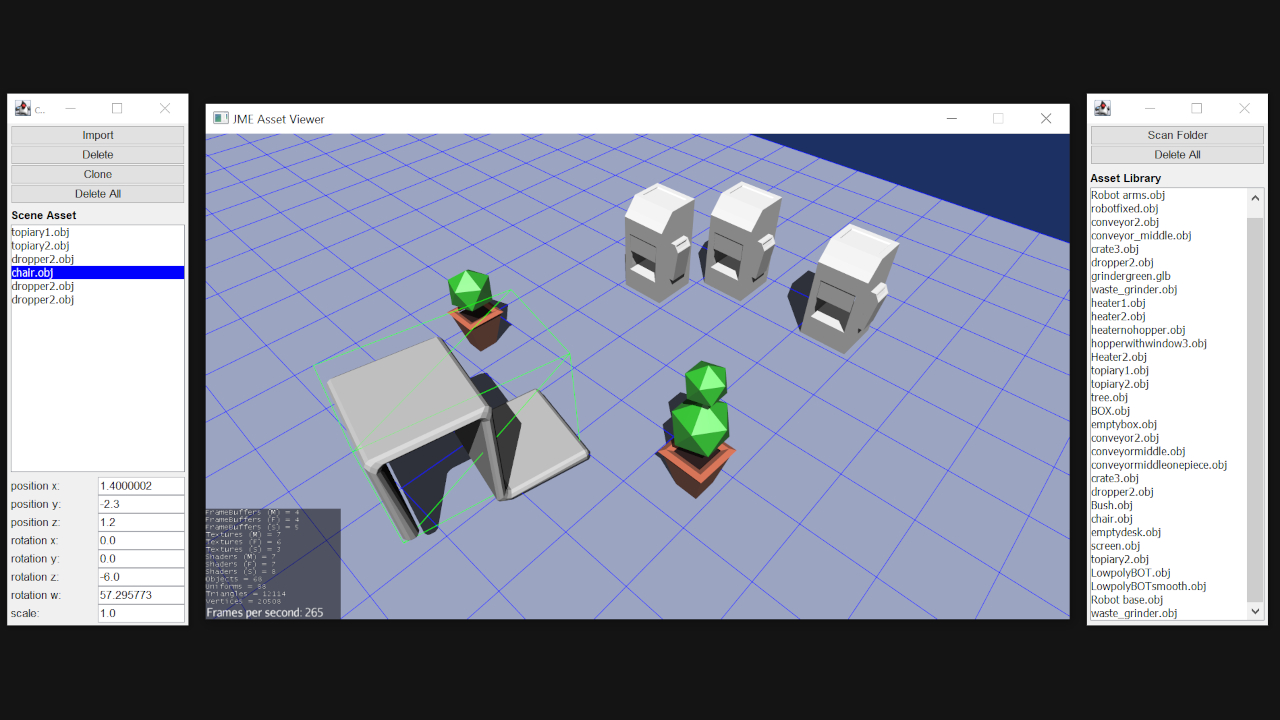 C..
Import
Delete
Clone
Delete All
Scene Asset
topiary1.obj
topiary2.obj
dropper2.obj
chair.obj
dropper2.obj
dropper2.obj
position x: 1.4000002
position y: -2.3
position z: 1.2
rotation x: 0.0
rotation y: 0.0
rotation z: -6.0
rotation w: 57.295773
scale: 1.0
JME Asset Viewer
FrameBuffers (M) = 4
FrameBuffers (F) = 4
FrameBuffers (S) = 5
Textures (M) = 7
Textures (F) = 6
Textures (S) = 3
Shaders (M) = 7
Shaders (F) = 7
Shaders (S) = 8
Objects = 68
Uniforms = 58
Triangles = 12114
Vertices = 20508
Frames per second: 265
Scan Folder
Delete All
Asset Library
Robot arms.obj
robotfixed.obj
conveyor2.obj
conveyor_middle.obj
crate3.obj
dropper2.obj
grindergreen.glb
waste_grinder.obj
heater1.obj
heater2.obj
heaternohopper.obj
hopperwithwindow3.obj
Heater2.obj
topiary1.obj
topiary2.obj
tree.obj
BOX.obj
emptybox.obj
conveyor2.obj
conveyormiddle.obj
conveyormiddleonepiece.obj
crate3.obj
dropper2.obj
Bush.obj
chair.obj
emptydesk.obj
screen.obj
topiary2.obj
LowpolyBOT.obj
LowpolyBOTsmooth.obj
Robot base.obj
waste_grinder.obj